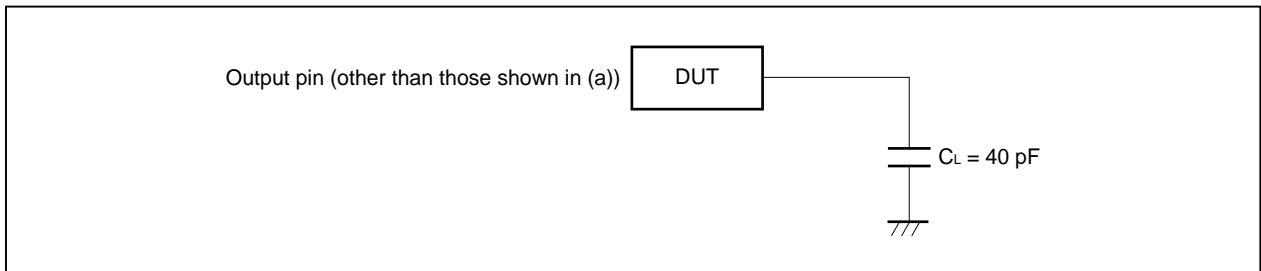 Output pin (other than those shown in (a))
DUT
CL = 40 pF